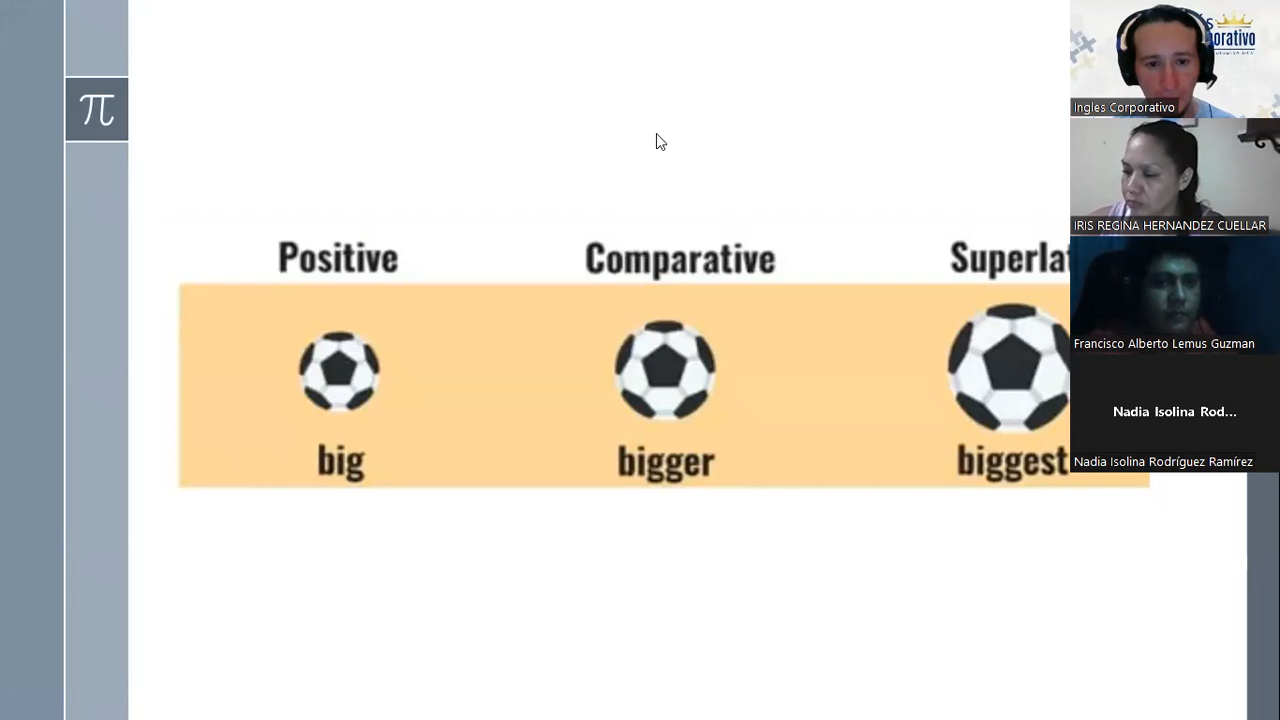 π
Positive
Comparative
Superlat
big
bigger
biggest
orativo
Ingles Corporativo
IRIS REGINA HERNANDEZ CUELLAR
Francisco Alberto Lemus Guzman
Nadia Isolina Rod...
Nadia Isolina Rodríguez Ramírez